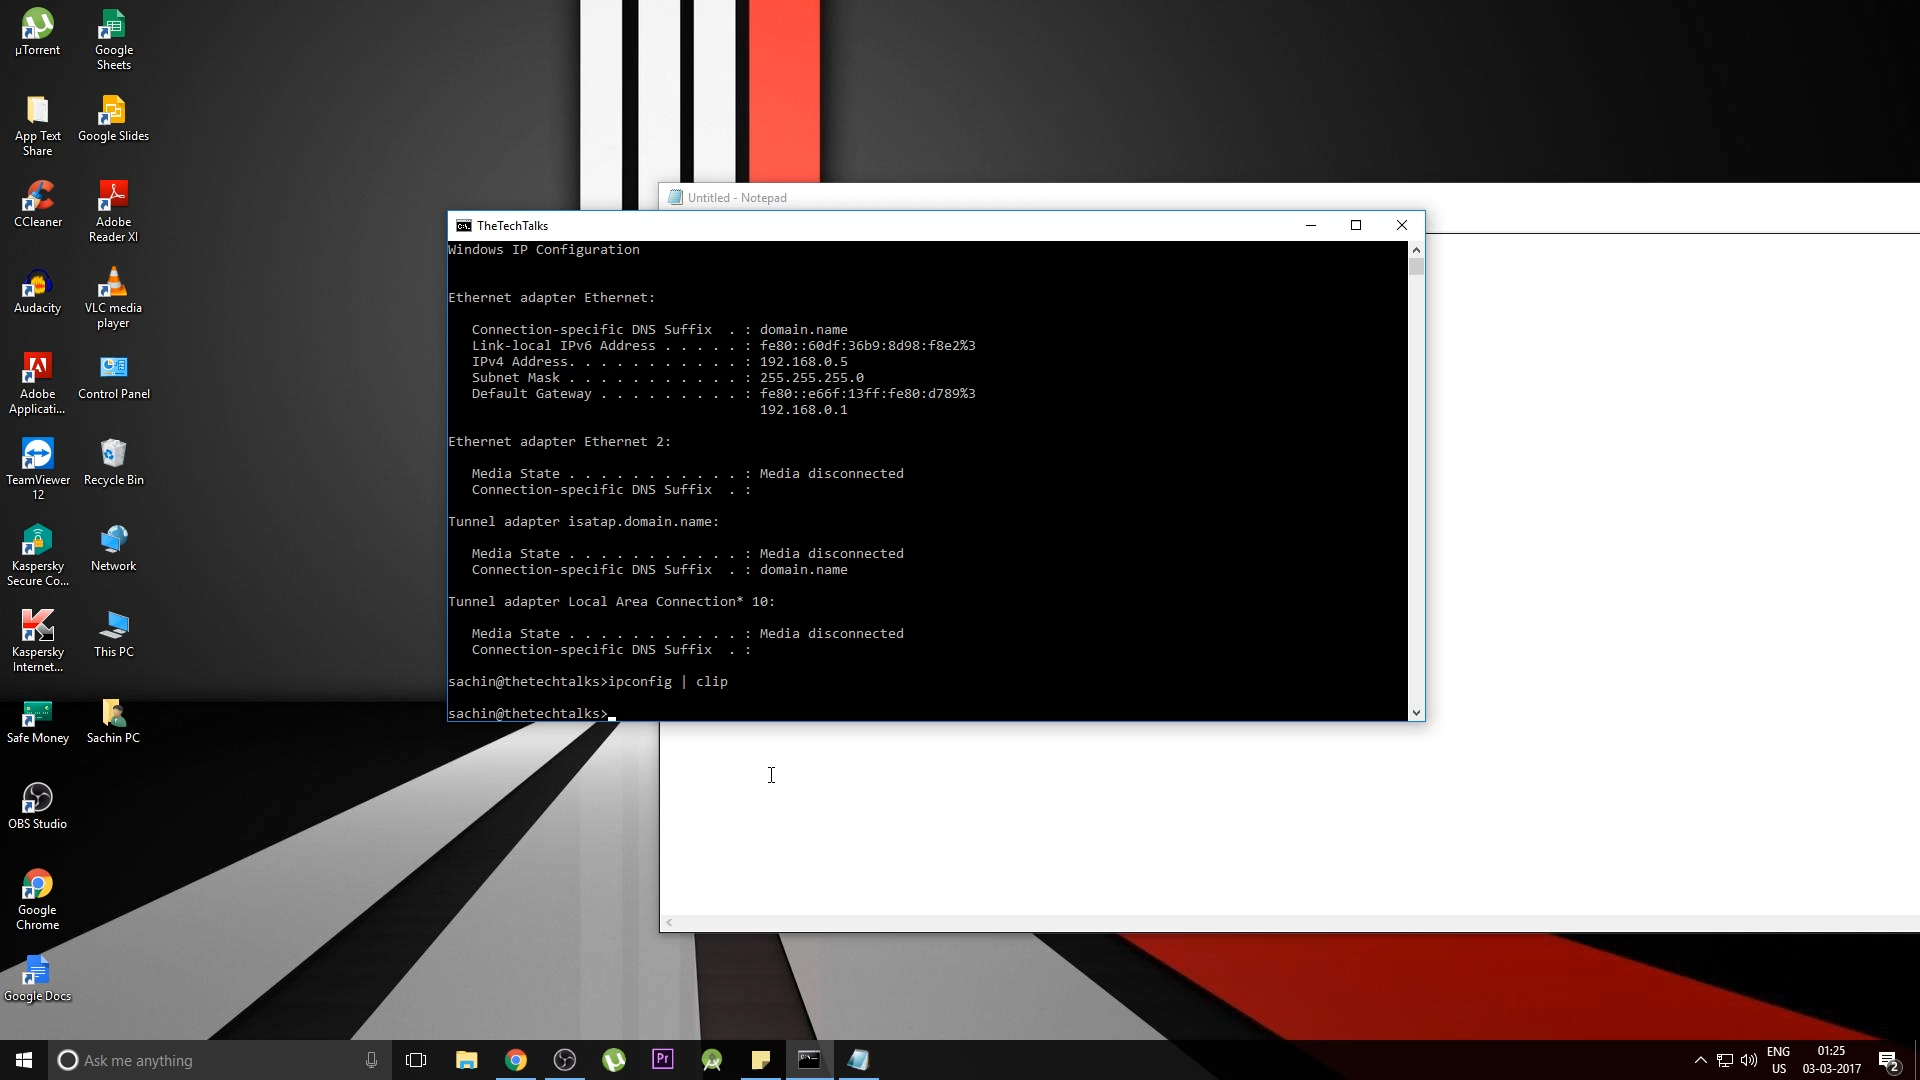 µTorrent
Google
Sheets
App Text
Share
Google Slides
CCleaner
Adobe
Reader XI
Audacity
VLC media
player
Adobe
Applicati...
Control Panel
TeamViewer
12
Recycle Bin
Kaspersky
Secure Co...
Network
Kaspersky
Internet...
This PC
Safe Money
Sachin PC
OBS Studio
Google
Chrome
Google Docs
Untitled - Notepad
TheTechTalks
Windows IP Configuration
Ethernet adapter Ethernet:
Connection-specific DNS Suffix  . : domain.name
Link-local IPv6 Address . . . . . : fe80::60df:36b9:8d98:f8e2%3
IPv4 Address. . . . . . . . . . . : 192.168.0.5
Subnet Mask . . . . . . . . . . . : 255.255.255.0
Default Gateway . . . . . . . . . : fe80::e66f:13ff:fe80:d789%3
192.168.0.1
Ethernet adapter Ethernet 2:
Media State . . . . . . . . . . . : Media disconnected
Connection-specific DNS Suffix  . :
Tunnel adapter isatap.domain.name:
Media State . . . . . . . . . . . : Media disconnected
Connection-specific DNS Suffix  . : domain.name
Tunnel adapter Local Area Connection* 10:
Media State . . . . . . . . . . . : Media disconnected
Connection-specific DNS Suffix  . :
sachin@thetechtalks>ipconfig | clip
sachin@thetechtalks>
Ask me anything
Pr
ENG
US
01:25
03-03-2017
2